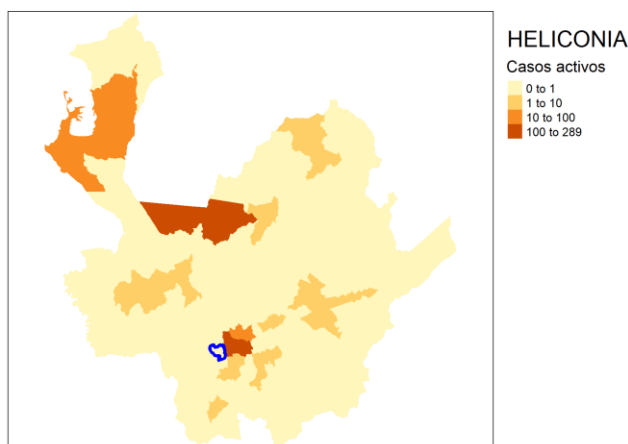 HELICONIA
Casos activos
0 to 1
1 to 10
10 to 100
100 to 289